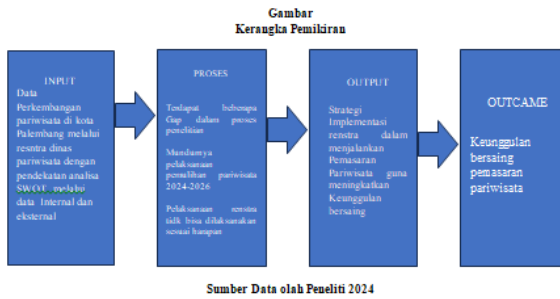 Gambar
Kerangka Pemikiran
INPUT
Data
Perkembangan
pariwisata di kota
Palembang melalui
resntra dinas
pariwisata dengan
pendekatan analisa
SWOT melalui
data Internal dan
eksternal
PROSES
Terdapat beberapa
Gap dalam proses
penelitian
Mundurnya
pelaksanaan
pemulihan pariwisata
2024-2026
Pelaksanaan renstra
tidk bisa dilaksanakan
sesuai harapan
OUTPUT
Strategi
Implementasi
renstra dalam
menjalankan
Pemasaran
Pariwisata guna
meningkatkan
Keunggulan
bersaing
OUTCAME
Keunggulan
bersaing
pemasaran
pariwisata
Sumber Data olah Peneliti 2024